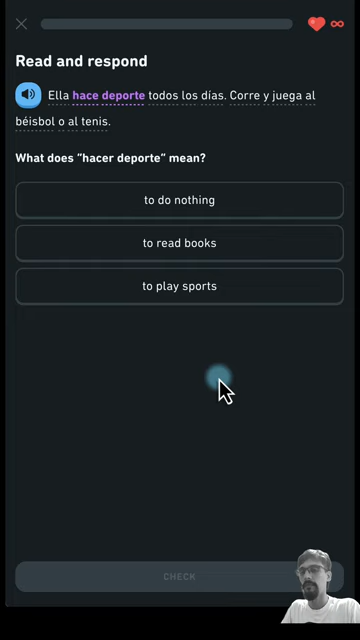 Read and respond
Ella hace deporte todos los días. Corre y juega al
béisbol o al tenis.
What does “hacer deporte” mean?
to do nothing
to read books
to play sports
CHECK